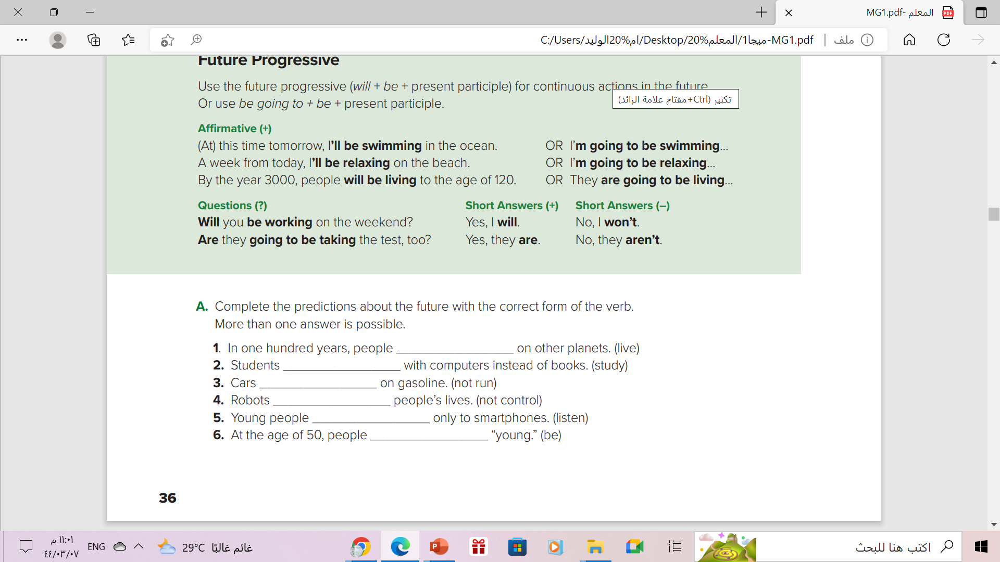 المعلم -MG1.pdf
C:/Users/ام%20الوليد/Desktop/ميجا1/المعلم%20-MG1.pdf
ملف
Future Progressive
Use the future progressive (will + be + present participle) for continuous actions in the future.
تكبير (Ctrl+مفتاح علامة الزائد)
Or use be going to + be + present participle.
Affirmative (+)
(At) this time tomorrow, I'll be swimming in the ocean. OR I'm going to be swimming...
A week from today, I'll be relaxing on the beach. OR I'm going to be relaxing...
By the year 3000, people will be living to the age of 120. OR They are going to be living...
Questions (?) Short Answers (+) Short Answers (–)
Will you be working on the weekend? Yes, I will. No, I won't.
Are they going to be taking the test, too? Yes, they are. No, they aren't.
A. Complete the predictions about the future with the correct form of the verb.
More than one answer is possible.
1. In one hundred years, people ________________ on other planets. (live)
2. Students ________________ with computers instead of books. (study)
3. Cars ________________ on gasoline. (not run)
4. Robots ________________ people's lives. (not control)
5. Young people ________________ only to smartphones. (listen)
6. At the age of 50, people ________________ “young.” (be)
36
١١:٠١ م
٤٤/٠٣/٠٧
ENG
29°C غائم غالبًا
اكتب هنا للبحث